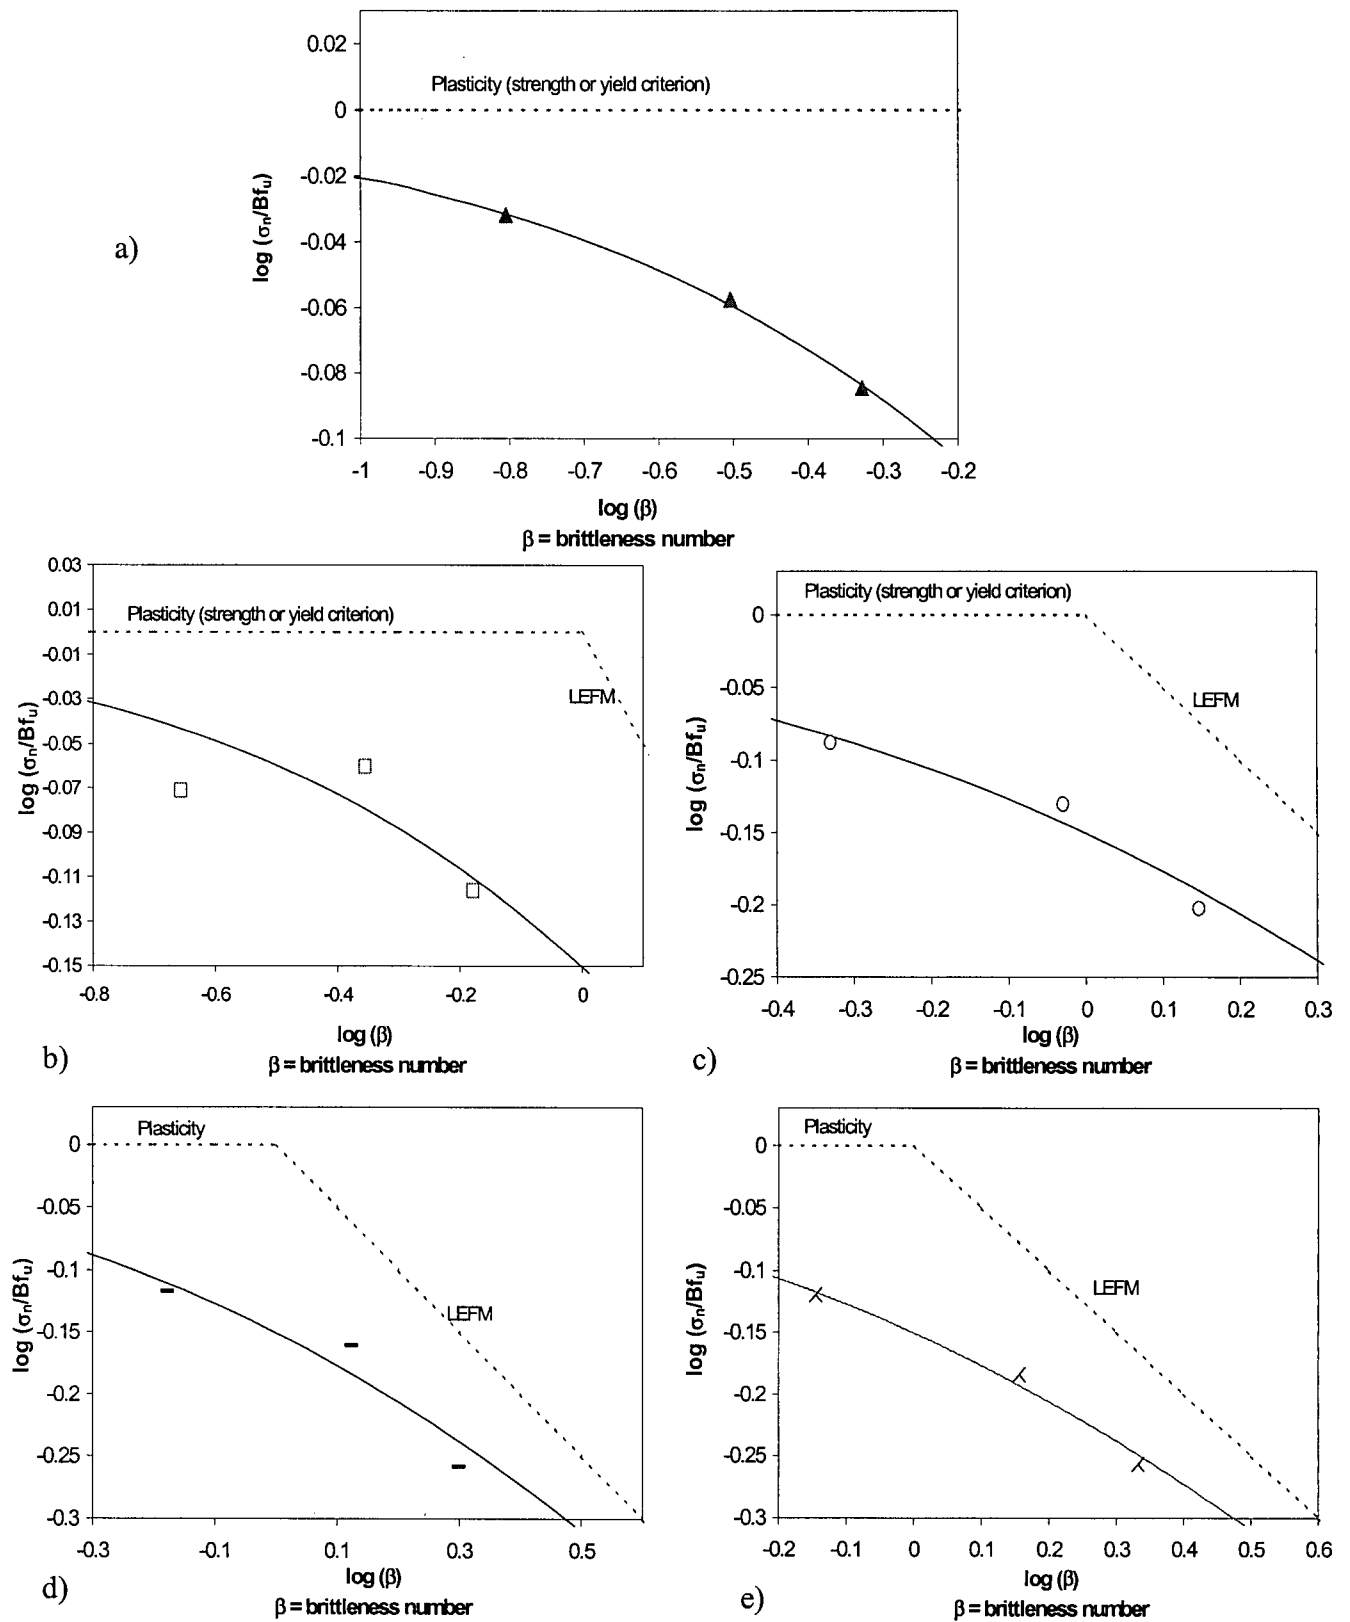 0.02
Plasticity (strength or yield criterion)
0
-0.02
-0.04
-0.06
-0.08
-0.1
log (σn/Bfu)
a)
-1 -0.9 -0.8 -0.7 -0.6 -0.5 -0.4 -0.3 -0.2
log (β)
β = brittleness number
0.03
0.01
-0.01
-0.03
-0.05
-0.07
-0.09
-0.11
-0.13
-0.15
Plasticity (strength or yield criterion)
LEFM
log (σn/Bfu)
-0.8 -0.6 -0.4 -0.2 0
log (β)
b)
β = brittleness number
Plasticity (strength or yield criterion)
0
-0.05
-0.1
-0.15
-0.2
-0.25
LEFM
log (σn/Bfu)
-0.4 -0.3 -0.2 -0.1 0 0.1 0.2 0.3
log (β)
c)
β = brittleness number
Plasticity
0
-0.05
-0.1
-0.15
-0.2
-0.25
-0.3
LEFM
log (σn/Bfu)
-0.3 -0.1 0.1 0.3 0.5
log (β)
d)
β = brittleness number
Plasticity
0
-0.05
-0.1
-0.15
-0.2
-0.25
-0.3
LEFM
log (σn/Bfu)
-0.2 -0.1 0 0.1 0.2 0.3 0.4 0.5 0.6
log (β)
e)
β = brittleness number